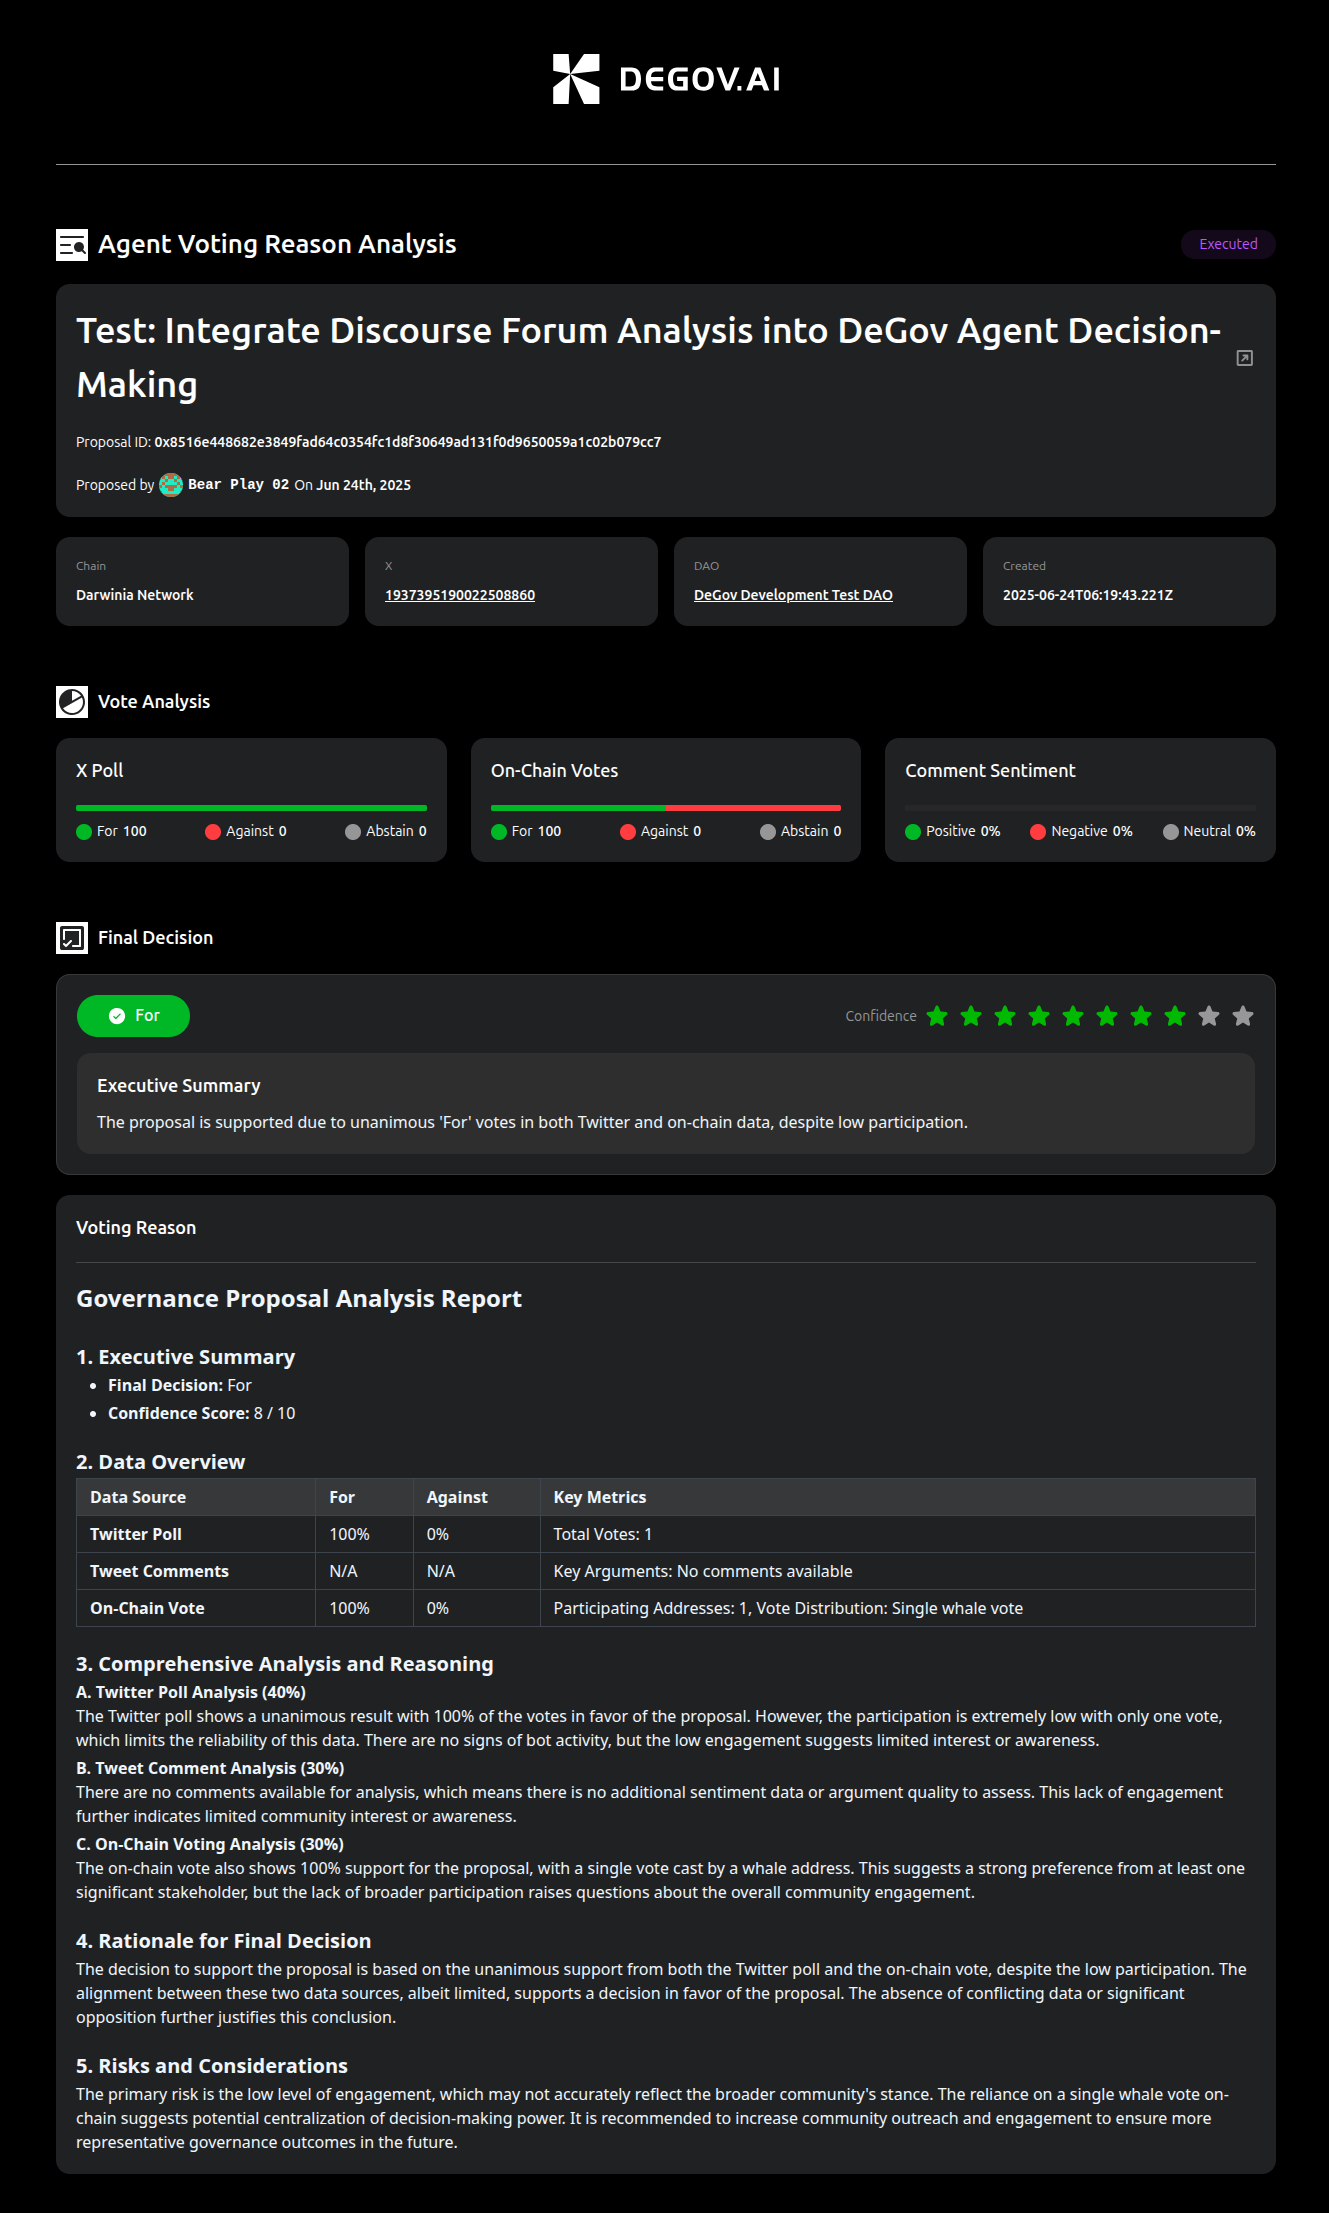 DEGOV.AI
Agent Voting Reason Analysis
Executed
Test: Integrate Discourse Forum Analysis into DeGov Agent Decision-
Making
Proposal ID: 0x8516e448682e3849fad64c0354fc1d8f30649ad131f0d9650059a1c02b079cc7
Proposed by Bear Play 02 On Jun 24th, 2025
Chain
Darwinia Network
X
1937395190022508860
DAO
DeGov Development Test DAO
Created
2025-06-24T06:19:43.221Z
Vote Analysis
X Poll
For 100 Against 0 Abstain 0
On-Chain Votes
For 100 Against 0 Abstain 0
Comment Sentiment
Positive 0% Negative 0% Neutral 0%
Final Decision
For
Confidence
Executive Summary
The proposal is supported due to unanimous 'For' votes in both Twitter and on-chain data, despite low participation.
Voting Reason
Governance Proposal Analysis Report
1. Executive Summary
• Final Decision: For
• Confidence Score: 8 / 10
2. Data Overview
Data Source For Against Key Metrics
Twitter Poll 100% 0% Total Votes: 1
Tweet Comments N/A N/A Key Arguments: No comments available
On-Chain Vote 100% 0% Participating Addresses: 1, Vote Distribution: Single whale vote
3. Comprehensive Analysis and Reasoning
A. Twitter Poll Analysis (40%)
The Twitter poll shows a unanimous result with 100% of the votes in favor of the proposal. However, the participation is extremely low with only one vote,
which limits the reliability of this data. There are no signs of bot activity, but the low engagement suggests limited interest or awareness.
B. Tweet Comment Analysis (30%)
There are no comments available for analysis, which means there is no additional sentiment data or argument quality to assess. This lack of engagement
further indicates limited community interest or awareness.
C. On-Chain Voting Analysis (30%)
The on-chain vote also shows 100% support for the proposal, with a single vote cast by a whale address. This suggests a strong preference from at least one
significant stakeholder, but the lack of broader participation raises questions about the overall community engagement.
4. Rationale for Final Decision
The decision to support the proposal is based on the unanimous support from both the Twitter poll and the on-chain vote, despite the low participation. The
alignment between these two data sources, albeit limited, supports a decision in favor of the proposal. The absence of conflicting data or significant
opposition further justifies this conclusion.
5. Risks and Considerations
The primary risk is the low level of engagement, which may not accurately reflect the broader community's stance. The reliance on a single whale vote on-
chain suggests potential centralization of decision-making power. It is recommended to increase community outreach and engagement to ensure more
representative governance outcomes in the future.